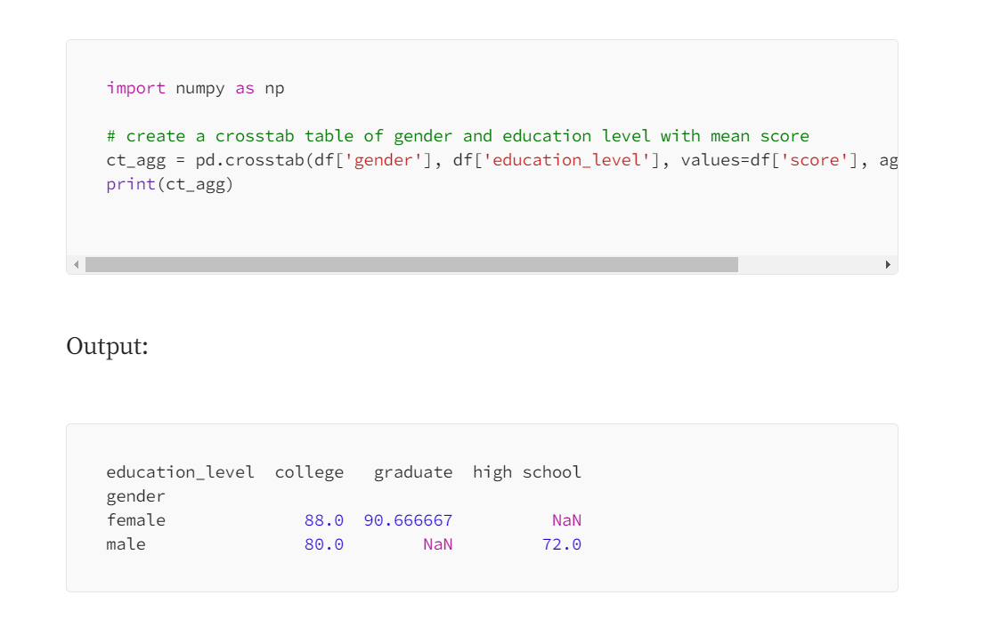 import numpy as np
# create a crosstab table of gender and education level with mean score
ct_agg = pd.crosstab(df['gender'], df['education_level'], values=df['score'], ag
print(ct_agg)
Output:
education_level  college   graduate  high school
gender
female              88.0  90.666667          NaN
male                80.0        NaN         72.0